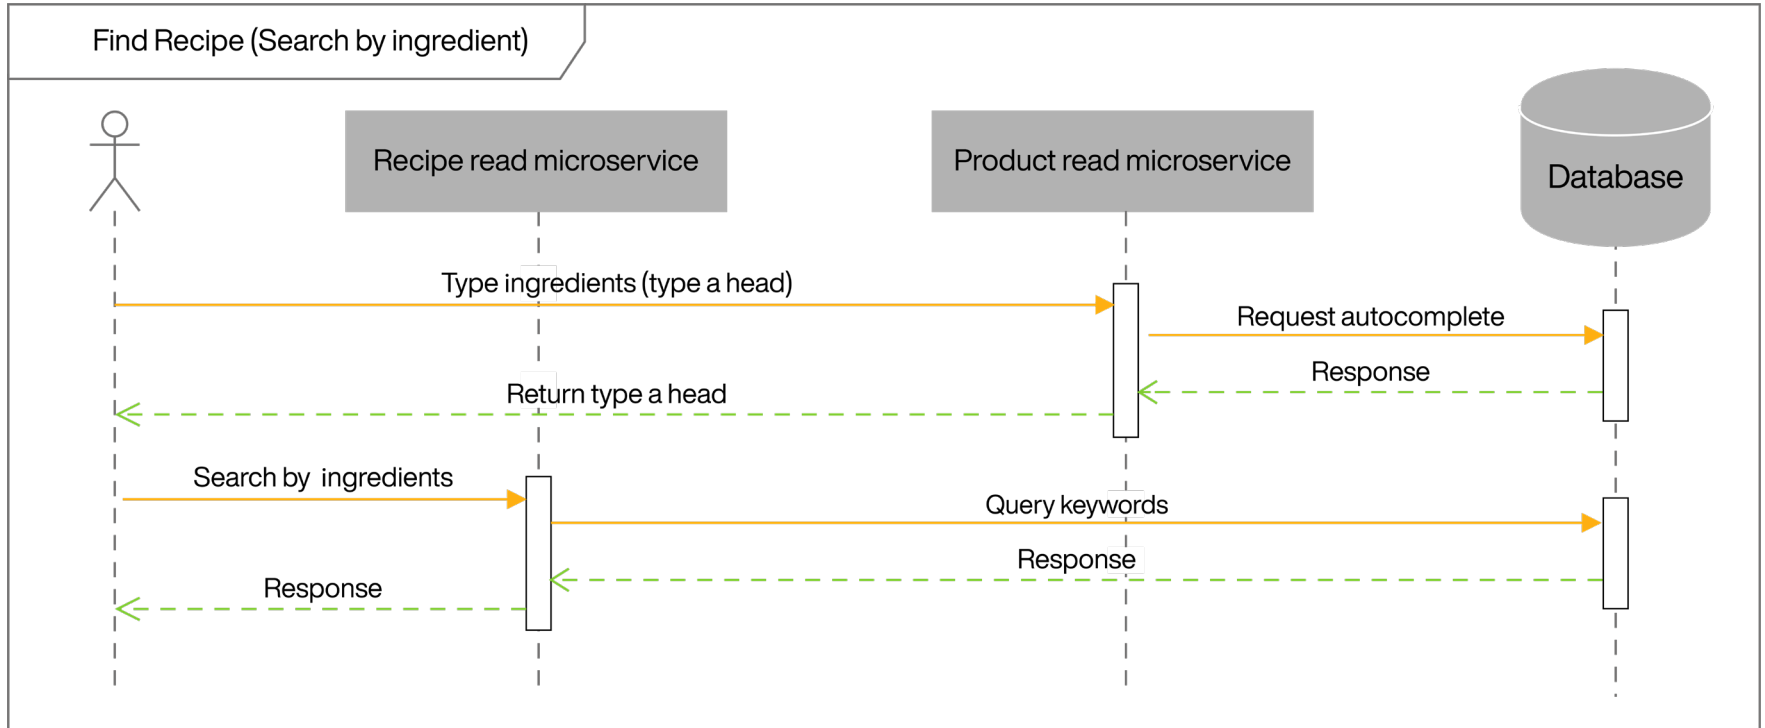 Find Recipe (Search by ingredient)
Recipe read microservice
Product read microservice
Database
Type ingredients (type a head)
Request autocomplete
Response
Return type a head
Search by ingredients
Query keywords
Response
Response